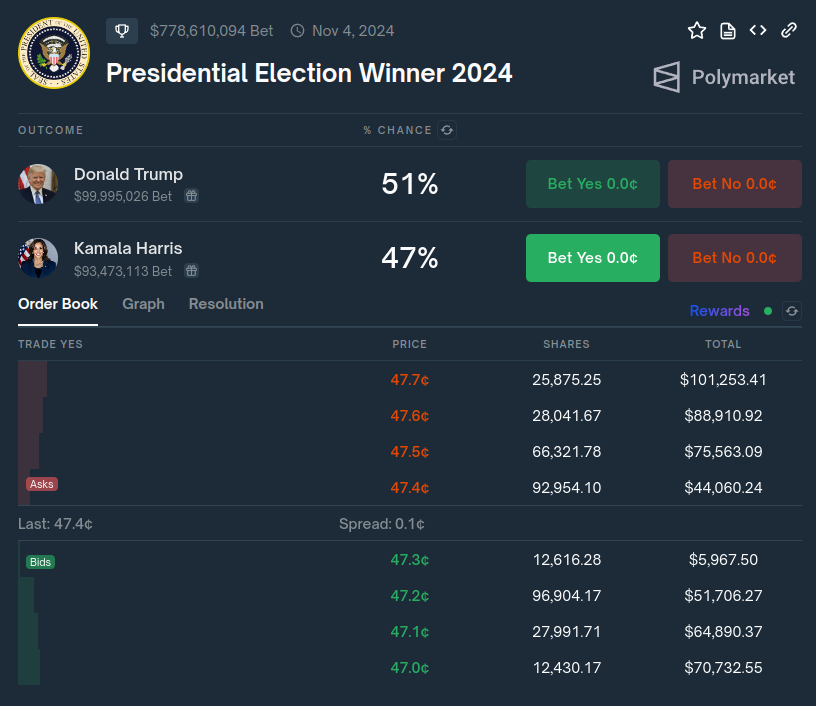 $778,610,094 Bet Nov 4, 2024
Presidential Election Winner 2024
Polymarket
OUTCOME % CHANCE
Donald Trump
$99,995,026 Bet
51%
Bet Yes 0.0¢ Bet No 0.0¢
Kamala Harris
$93,473,113 Bet
47%
Bet Yes 0.0¢ Bet No 0.0¢
Order Book Graph Resolution
Rewards
TRADE YES PRICE SHARES TOTAL
47.7¢ 25,875.25 $101,253.41
47.6¢ 28,041.67 $88,910.92
47.5¢ 66,321.78 $75,563.09
Asks 47.4¢ 92,954.10 $44,060.24
Last: 47.4¢ Spread: 0.1¢
Bids 47.3¢ 12,616.28 $5,967.50
47.2¢ 96,904.17 $51,706.27
47.1¢ 27,991.71 $64,890.37
47.0¢ 12,430.17 $70,732.55